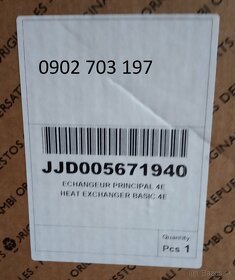 0902 703 197
JJD005671940
ECHANGEUR PRINCIPAL 4E
HEAT EXCHANGER BASIC 4E
Quantity
Pcs 1